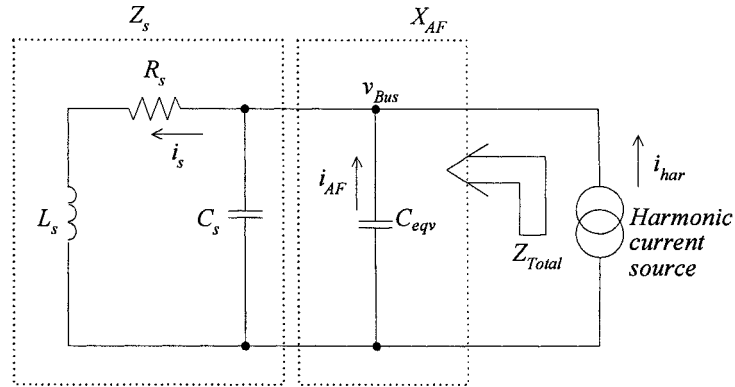 Z_s
X_AF
R_s
v_Bus
i_s
i_AF
i_har
L_s
C_s
C_eqv
Harmonic
current
source
Z_Total